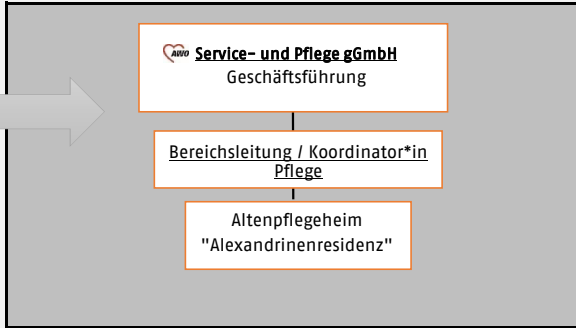 AWO Service- und Pflege gGmbH
Geschäftsführung
Bereichsleitung / Koordinator*in
Pflege
Altenpflegeheim
"Alexandrinenresidenz"